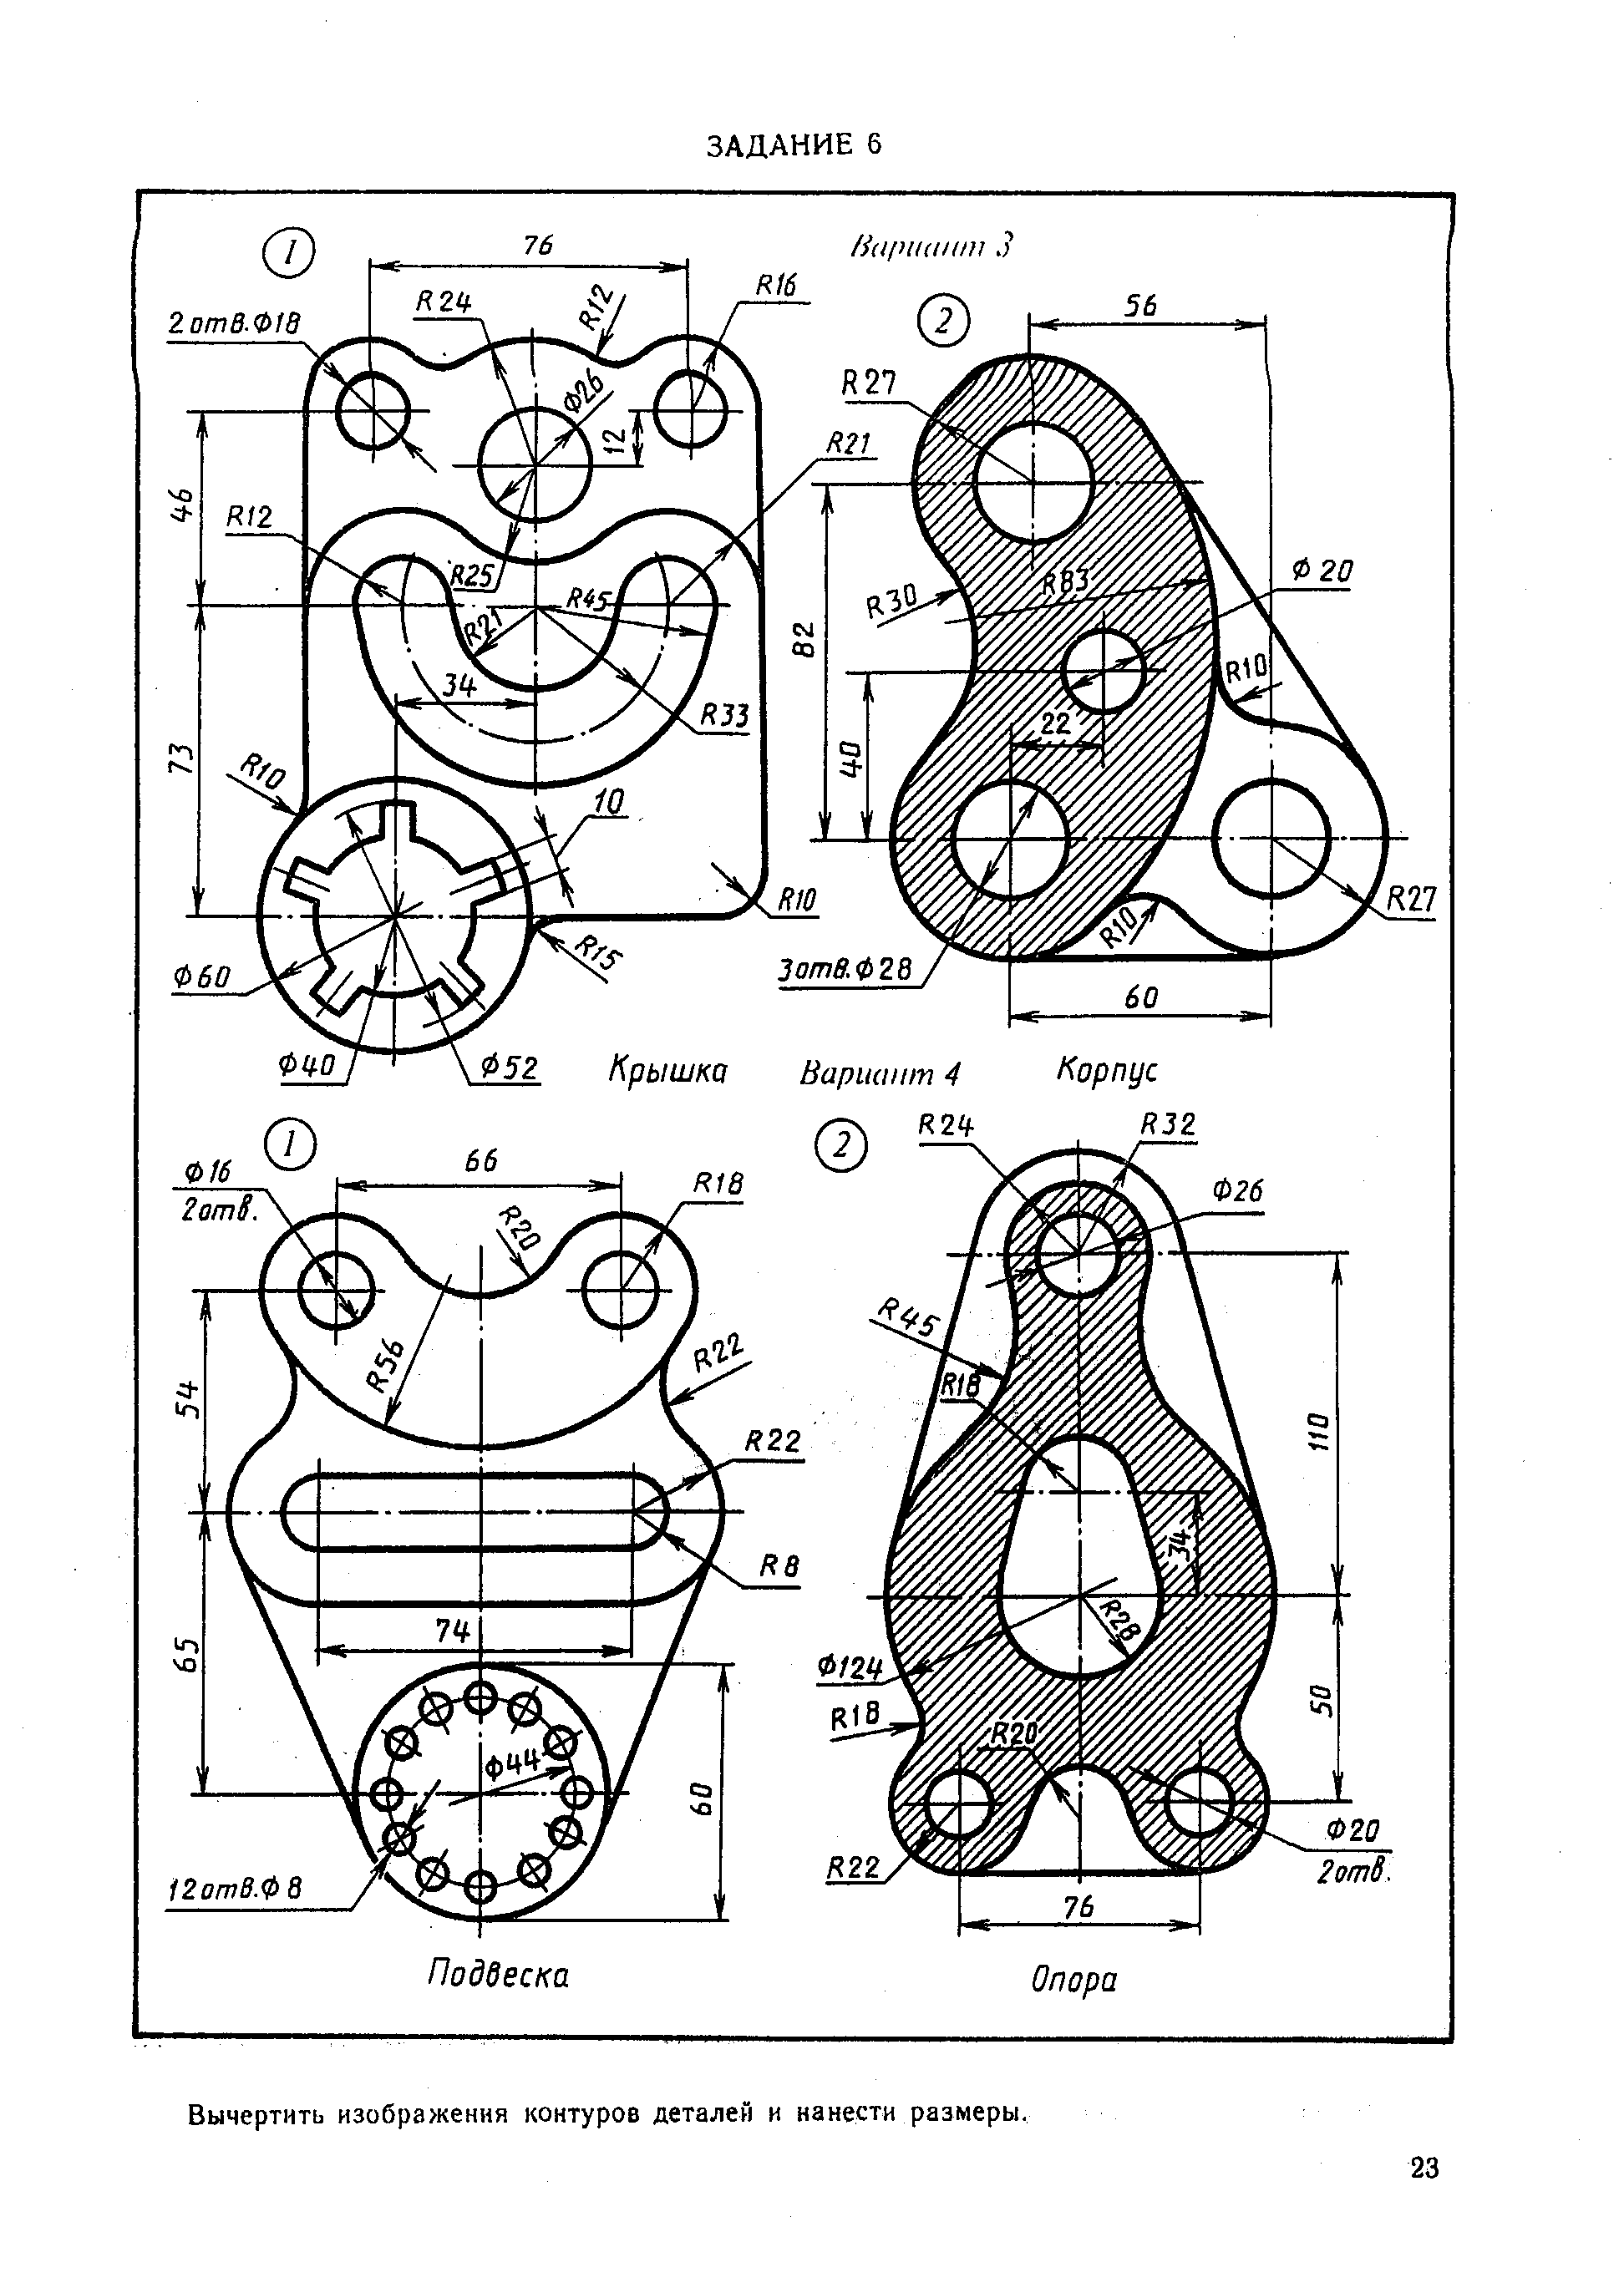 ЗАДАНИЕ 6
Вариант 3
1
76
R24
R12
R16
2отв.Ф18
Ф26
12
R21
46
R12
R25
R45
R21
34
R33
73
R10
10
R10
R15
Ф60
Ф40
Ф52
Крышка
2
56
R27
Ф20
R30
R83
82
R10
22
40
R10
R27
3отв.Ф28
60
Корпус
Вариант 4
1
66
Ф16
2отв.
R18
R20
R56
R22
54
R22
R8
74
65
Ф44
60
12отв.Ф8
Подвеска
2
R24
R32
Ф26
R45
R18
110
34
R28
Ф124
R18
R20
50
Ф20
2отв.
R22
76
Опора
Вычертить изображения контуров деталей и нанести размеры.
23